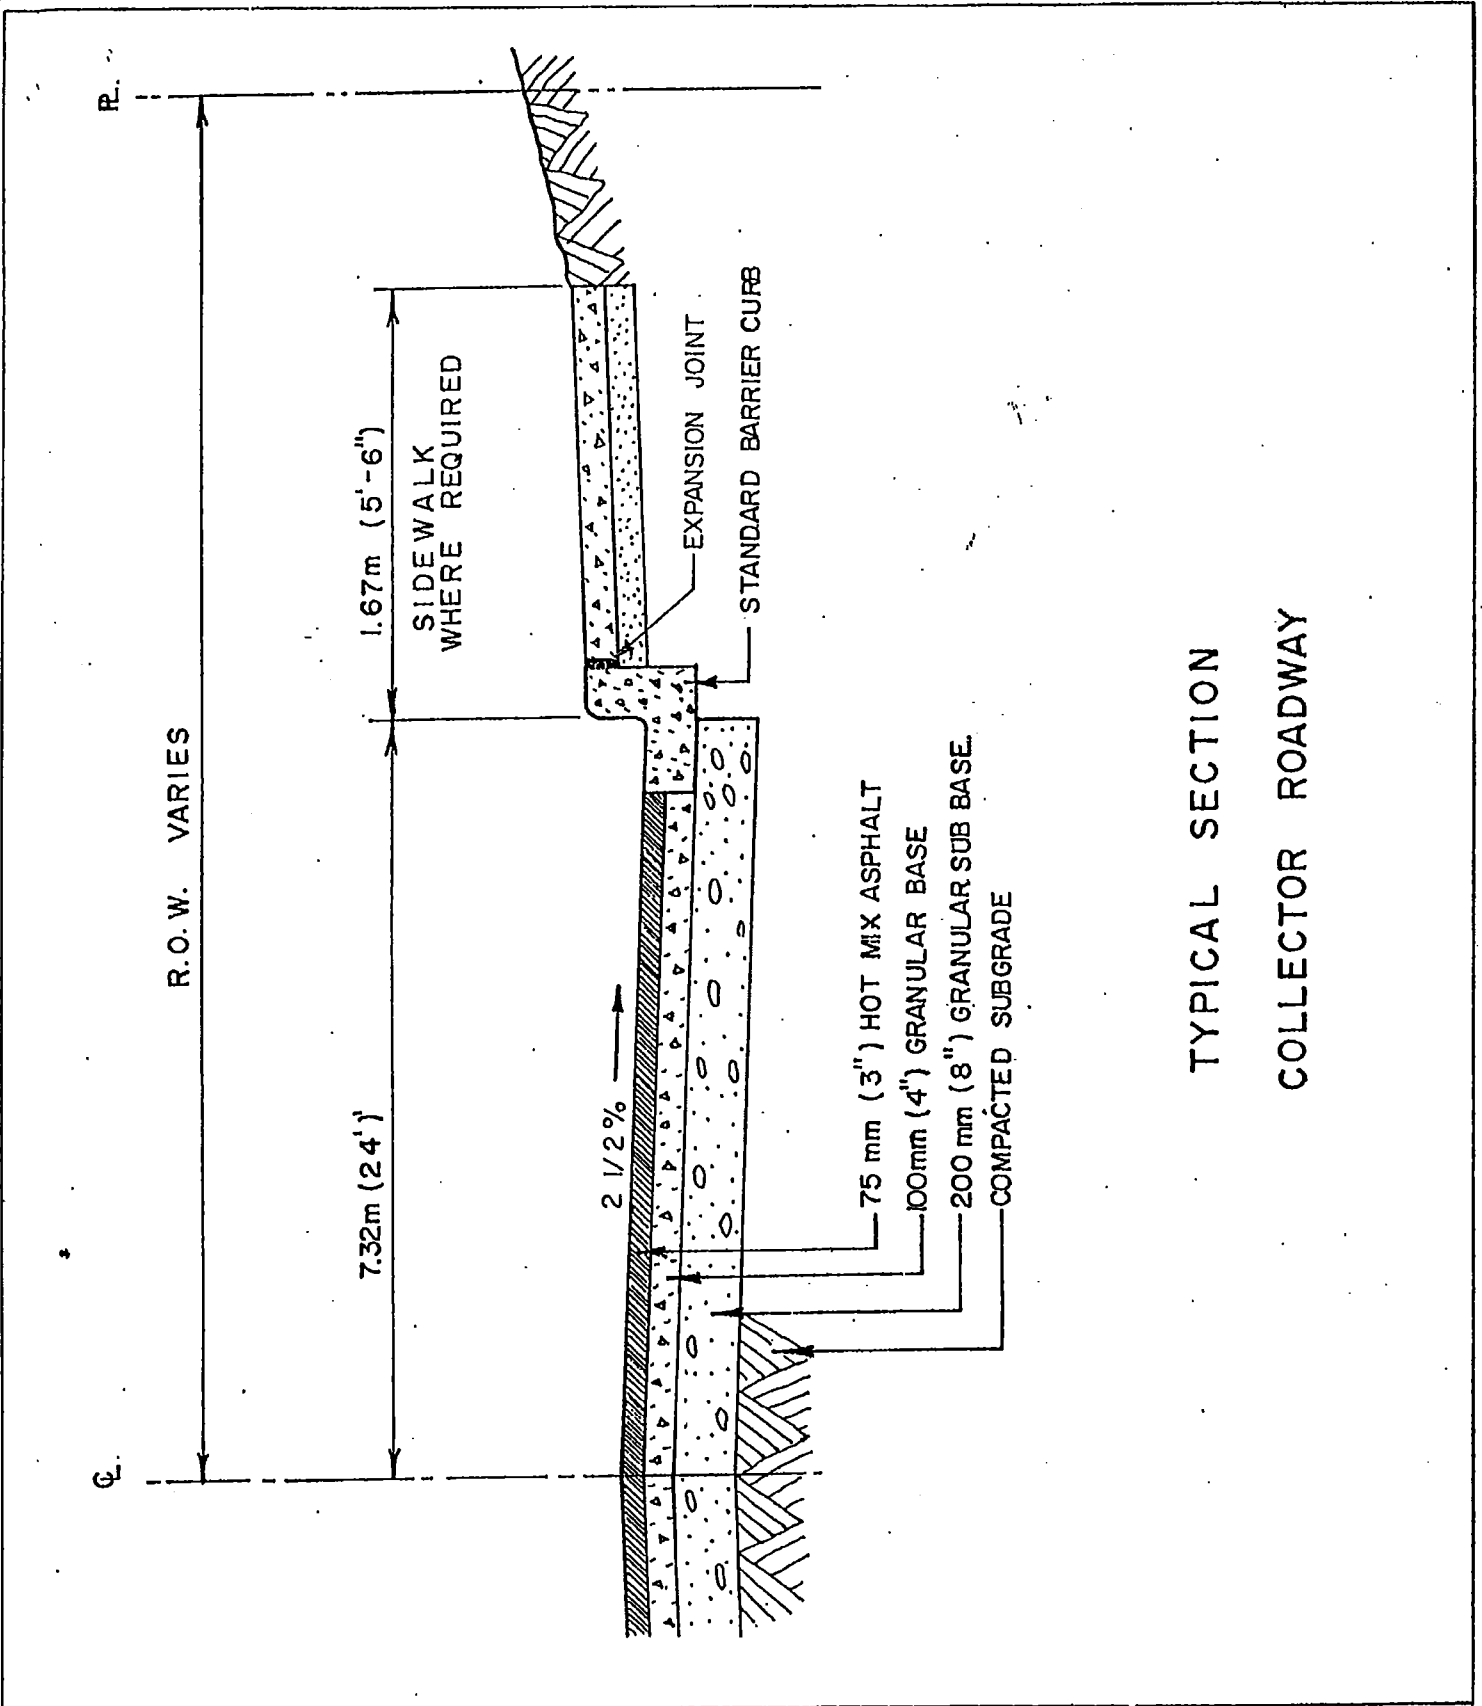 ℄
R.O.W. VARIES
℄
7.32m (24')
1.67m (5'-6")
SIDEWALK
WHERE REQUIRED
2 1/2%
EXPANSION JOINT
STANDARD BARRIER CURB
75 mm (3") HOT MIX ASPHALT
100mm (4") GRANULAR BASE
200 mm (8") GRANULAR SUB BASE.
COMPACTED SUBGRADE
TYPICAL SECTION
COLLECTOR ROADWAY